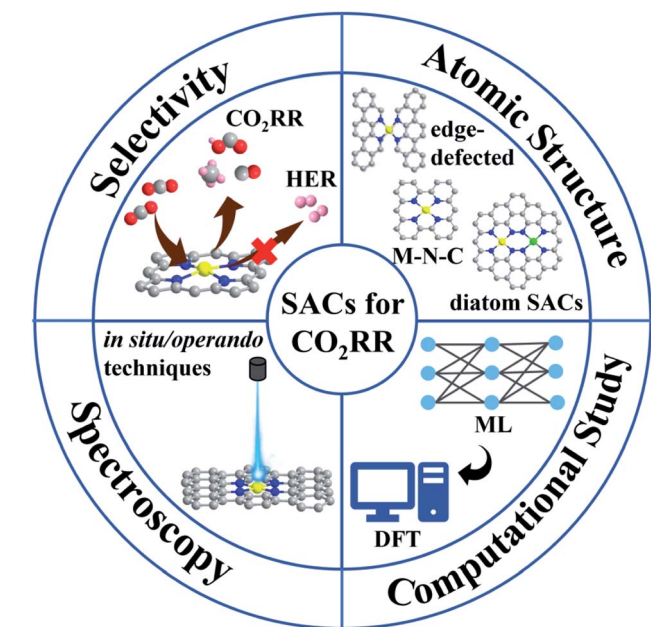 Selectivity
CO₂RR
HER
Atomic Structure
edge-
defected
M-N-C
diatom SACs
SACs for
CO₂RR
in situ/operando
techniques
Spectroscopy
ML
DFT
Computational Study